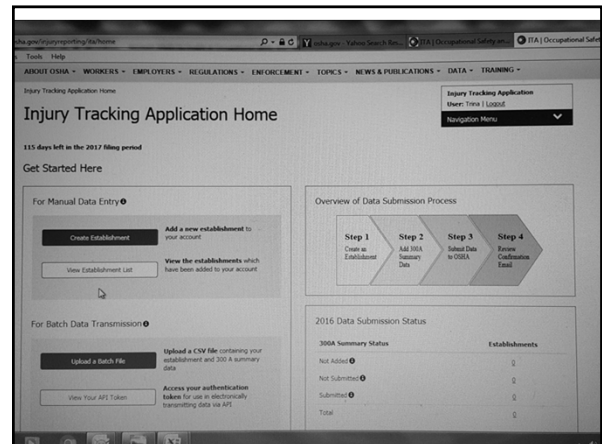 sha.gov/injuryreporting/ita/home
osha.gov - Yahoo Search Res...
ITA | Occupational Safety an...
ITA | Occupational Safet
Tools Help
ABOUT OSHA WORKERS EMPLOYERS REGULATIONS ENFORCEMENT TOPICS NEWS & PUBLICATIONS DATA TRAINING
Injury Tracking Application Home
Injury Tracking Application
User: Trina | Logout
Navigation Menu
Injury Tracking Application Home
115 days left in the 2017 filing period
Get Started Here
For Manual Data Entry
Create Establishment
Add a new establishment to
your account
View Establishment List
View the establishments which
have been added to your account
For Batch Data Transmission
Upload a Batch File
Upload a CSV file containing your
establishment and 300 A summary
data
View Your API Token
Access your authentication
token for use in electronically
transmitting data via API
Overview of Data Submission Process
Step 1
Create an
Establishment
Step 2
Add 300A
Summary
Data
Step 3
Submit Data
to OSHA
Step 4
Review
Confirmation
Email
2016 Data Submission Status
300A Summary Status Establishments
Not Added 0
Not Submitted 0
Submitted 0
Total 0